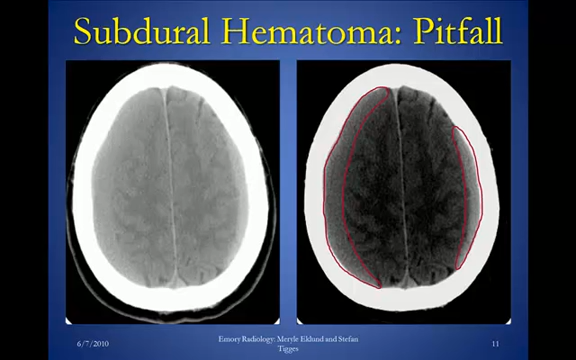 Subdural Hematoma: Pitfall
6/7/2010
Emory Radiology: Meryle Eklund and Stefan
Tigges
11